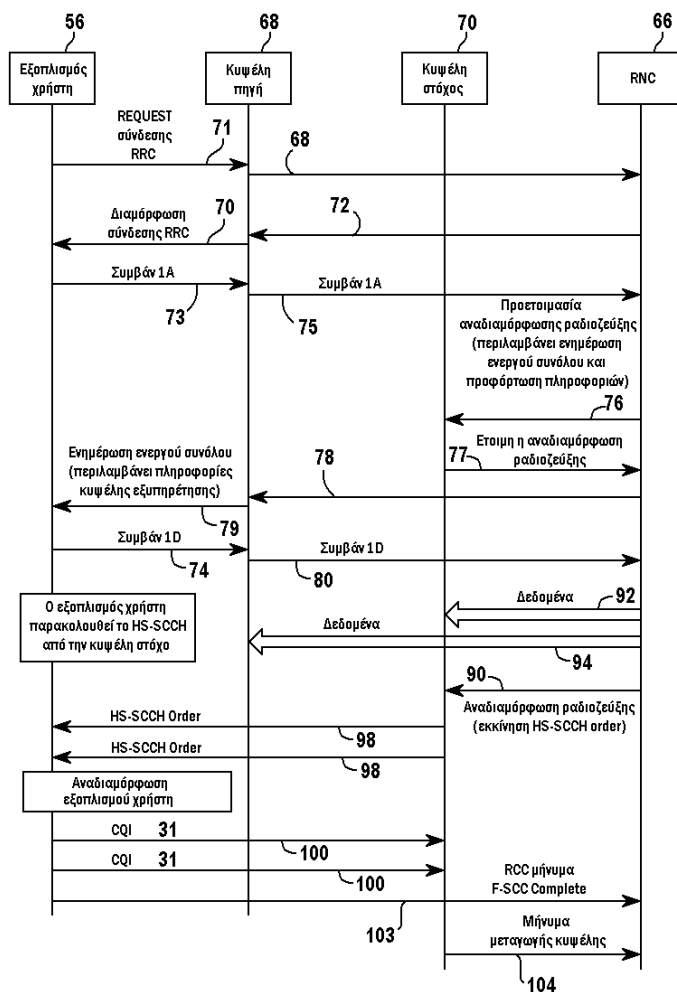 56
68
70
66
Εξοπλισμός
χρήστη
Κυψέλη
πηγή
Κυψέλη
στόχος
RNC
REQUEST
σύνδεσης
RRC
71
68
Διαμόρφωση
σύνδεσης RRC
70
72
Συμβάν 1A
73
Συμβάν 1A
75
Προετοιμασία
αναδιαμόρφωσης ραδιοζεύξης
(περιλαμβάνει ενημέρωση
ενεργού συνόλου και
προφόρτωση πληροφοριών)
76
Έτοιμη η αναδιαμόρφωση
ραδιοζεύξης
77
Ενημέρωση ενεργού συνόλου
(περιλαμβάνει πληροφορίες
κυψέλης εξυπηρέτησης)
78
79
Συμβάν 1D
74
Συμβάν 1D
80
Ο εξοπλισμός χρήστη
παρακολουθεί το HS-SCCH
από την κυψέλη στόχο
Δεδομένα
92
Δεδομένα
94
90
Αναδιαμόρφωση ραδιοζεύξης
(εκκίνηση HS-SCCH order)
HS-SCCH Order
98
HS-SCCH Order
98
Αναδιαμόρφωση
εξοπλισμού χρήστη
CQI 31
100
CQI 31
100
RCC μήνυμα
F-SCC Complete
103
Μήνυμα
μεταγωγής κυψέλης
104